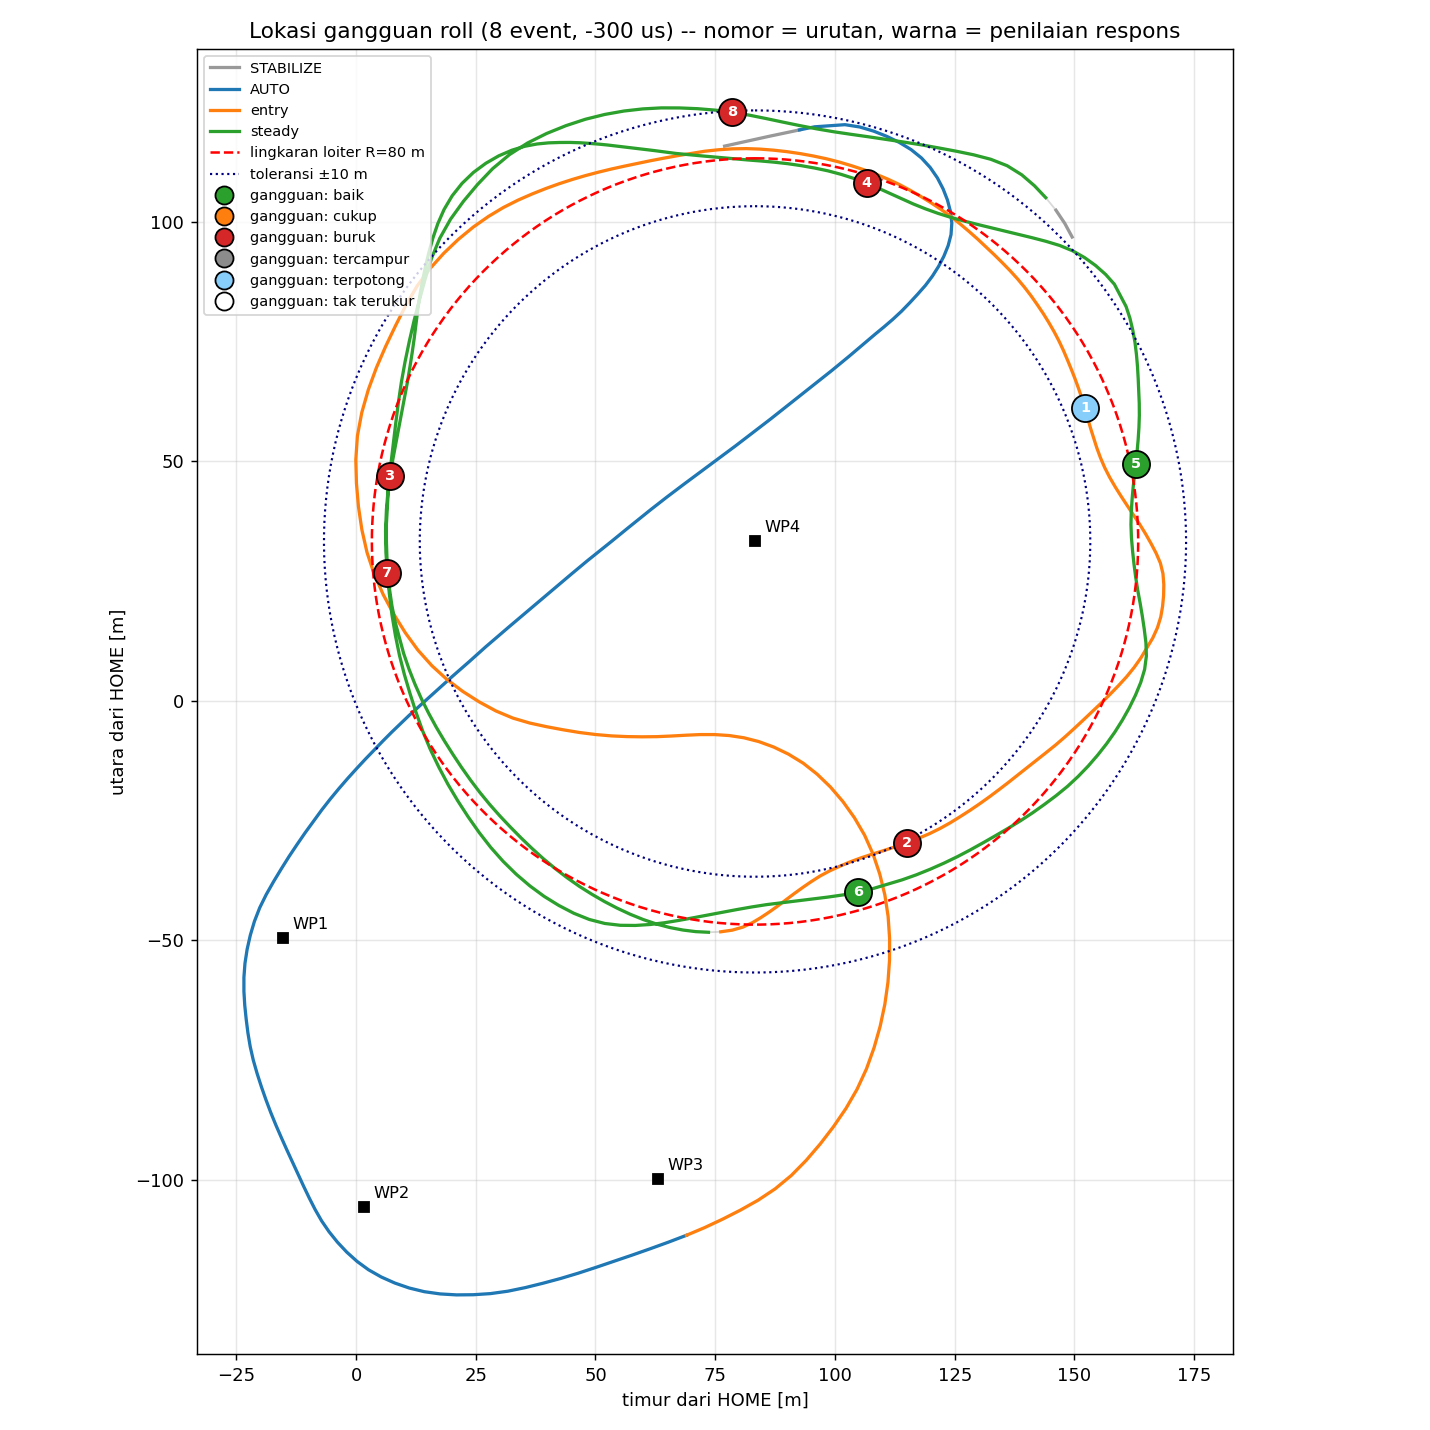 Lokasi gangguan roll (8 event, -300 us) -- nomor = urutan, warna = penilaian respons
STABILIZE
AUTO
entry
steady
lingkaran loiter R=80 m
toleransi ±10 m
gangguan: baik
gangguan: cukup
gangguan: buruk
gangguan: tercampur
gangguan: terpotong
gangguan: tak terukur
8
4
1
5
3
7
2
6
WP4
WP1
WP3
WP2
100
50
0
−50
−100
utara dari HOME [m]
−25
0
25
50
75
100
125
150
175
timur dari HOME [m]